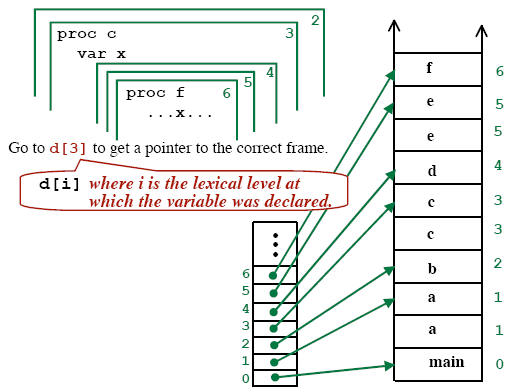 2
proc c 3
var x
4
5
proc f 6
...x...
Go to d[3] to get a pointer to the correct frame.
d[i] where i is the lexical level at
which the variable was declared.
6
5
4
3
2
1
0
f 6
e 5
e 5
d 4
c 3
c 3
b 2
a 1
a 1
main 0